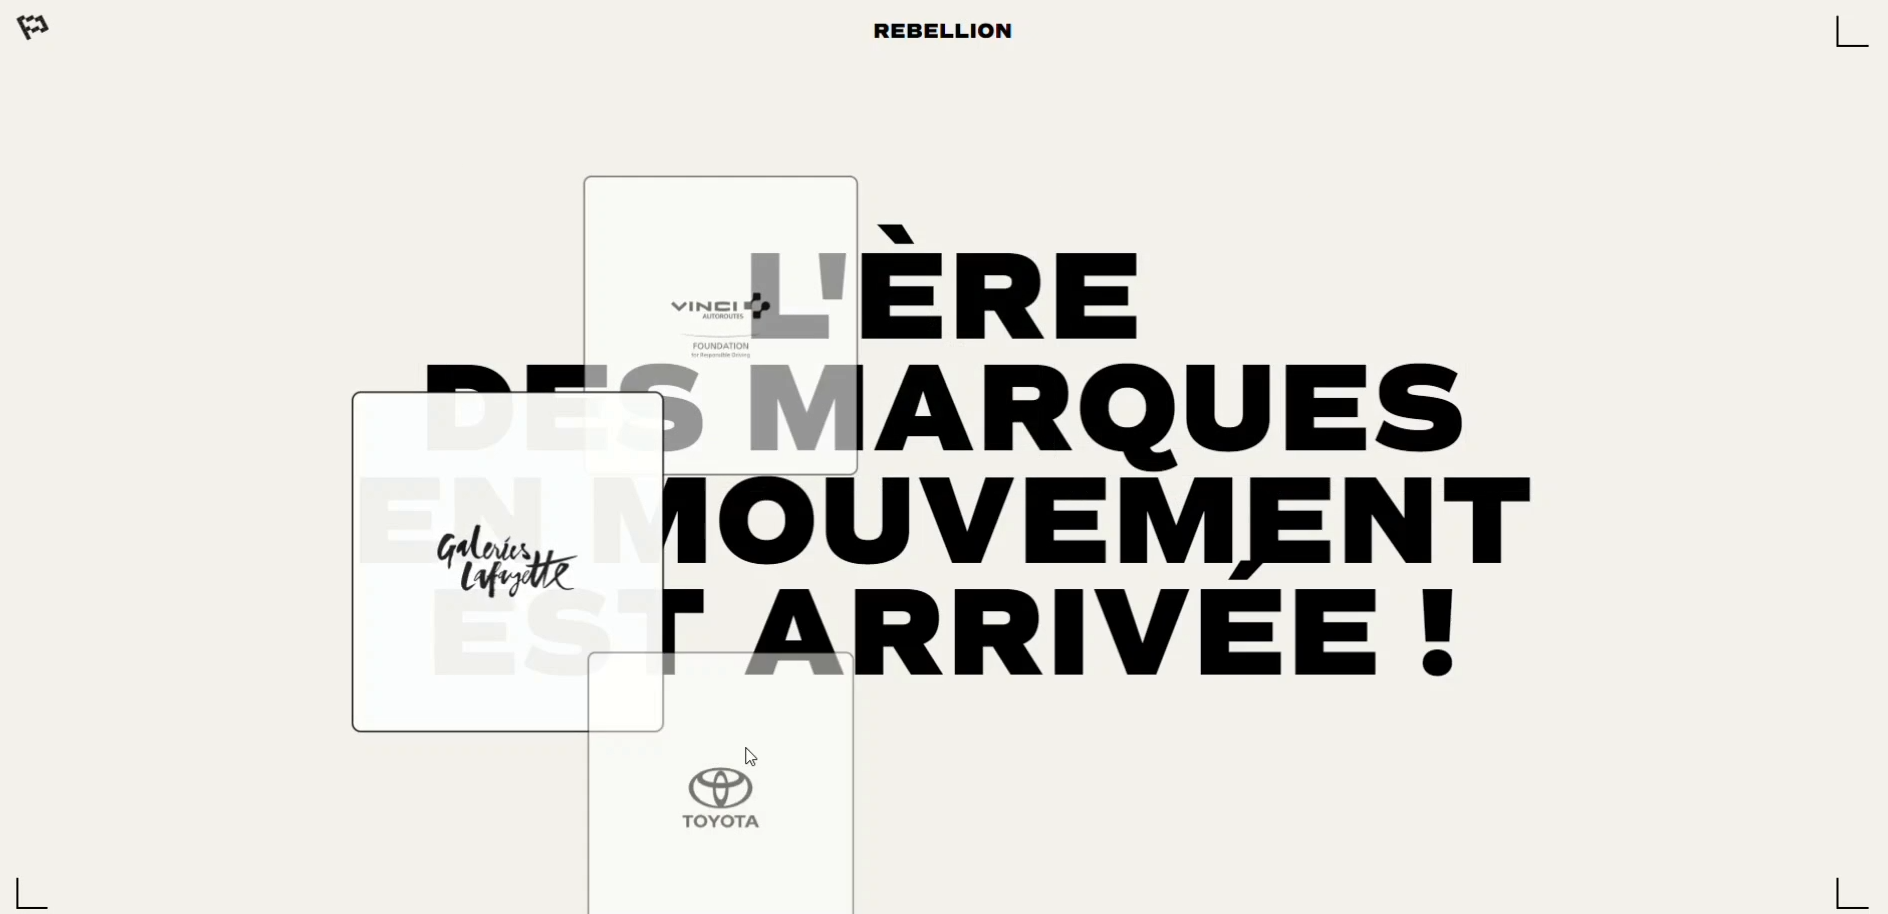 REBELLION
VINCI
AUTOROUTES
FOUNDATION
for Responsible Driving
L'ÈRE
DES MARQUES
EN MOUVEMENT
EST ARRIVÉE !
Galeries
Lafayette
TOYOTA